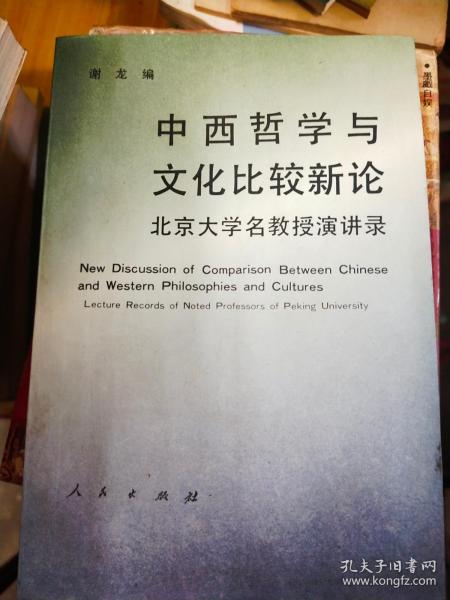 谢龙编
中西哲学与
文化比较新论
北京大学名教授演讲录
New Discussion of Comparison Between Chinese
and Western Philosophies and Cultures
Lecture Records of Noted Professors of Peking University
人民出版社
孔夫子旧书网
www.kongfz.com